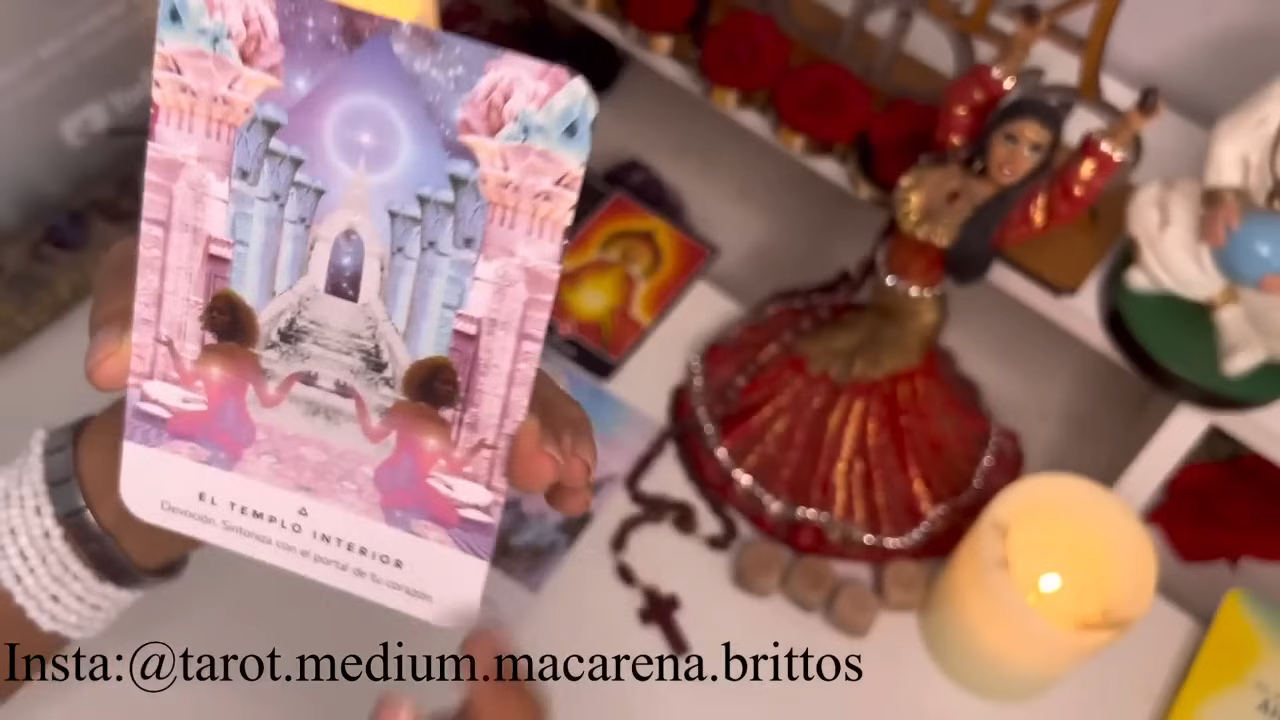 EL TEMPLO INTERIOR
Devoción. Sintoniza con el portal de tu corazón
Insta:@tarot.medium.macarena.brittos